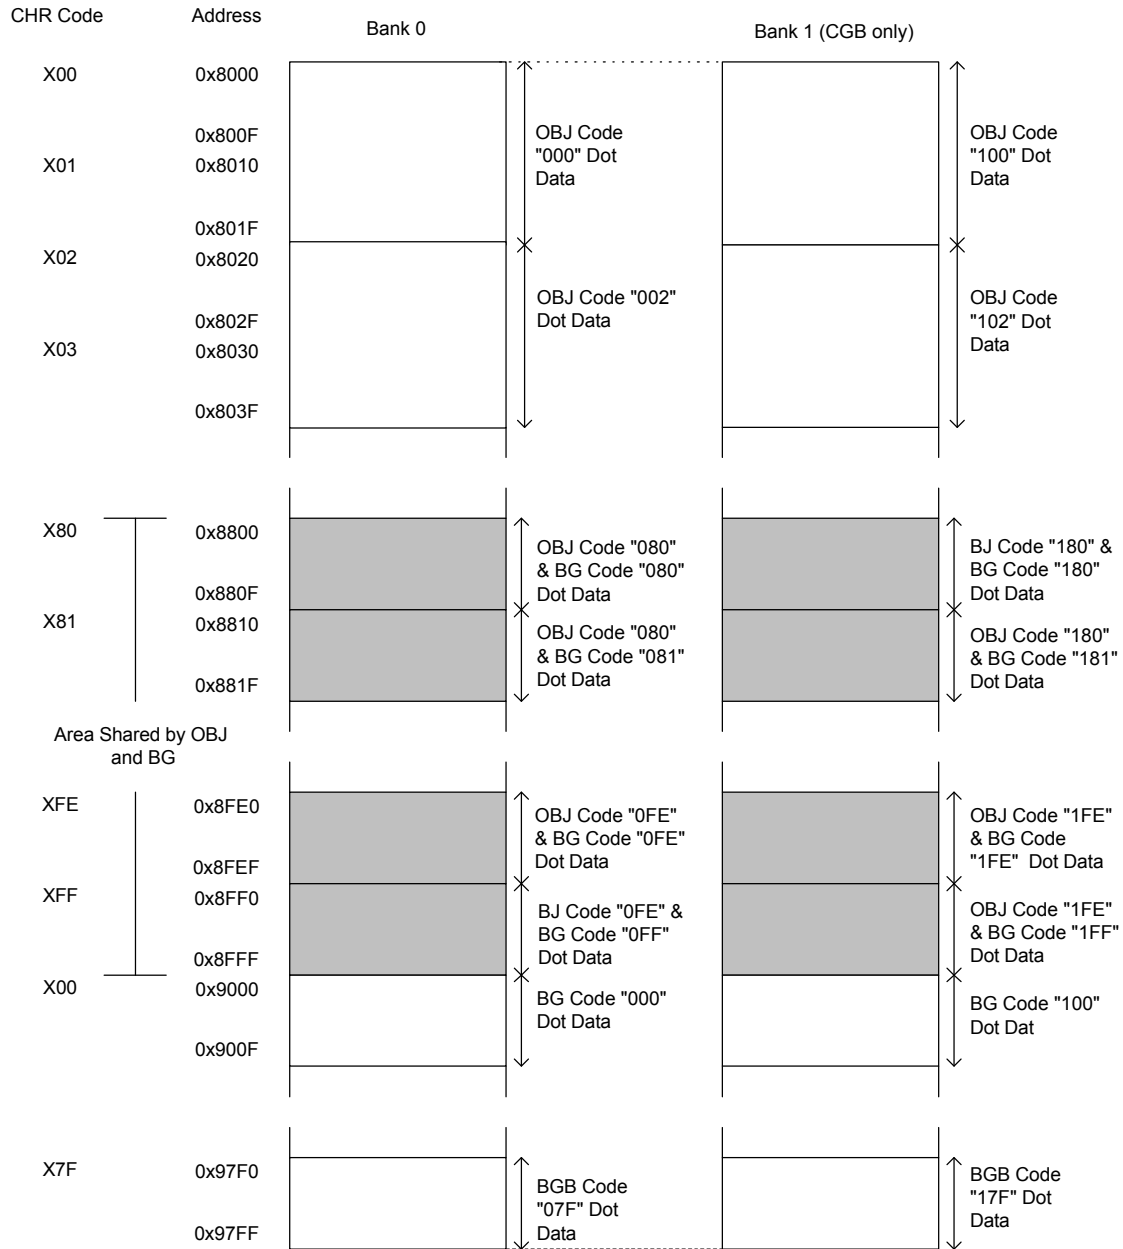 CHR Code
Address
Bank 0
Bank 1 (CGB only)
X00
0x8000
0x800F
X01
0x8010
0x801F
OBJ Code
"000" Dot
Data
OBJ Code
"100" Dot
Data
X02
0x8020
0x802F
X03
0x8030
0x803F
OBJ Code "002"
Dot Data
OBJ Code
"102" Dot
Data
X80
0x8800
0x880F
OBJ Code "080"
& BG Code "080"
Dot Data
BJ Code "180" &
BG Code "180"
Dot Data
X81
0x8810
0x881F
OBJ Code "080"
& BG Code "081"
Dot Data
OBJ Code "180"
& BG Code "181"
Dot Data
Area Shared by OBJ
and BG
XFE
0x8FE0
0x8FEF
OBJ Code "0FE"
& BG Code "0FE"
Dot Data
OBJ Code "1FE"
& BG Code
"1FE" Dot Data
XFF
0x8FF0
0x8FFF
BJ Code "0FE" &
BG Code "0FF"
Dot Data
OBJ Code "1FE"
& BG Code "1FF"
Dot Data
X00
0x9000
0x900F
BG Code "000"
Dot Data
BG Code "100"
Dot Dat
X7F
0x97F0
0x97FF
BGB Code
"07F" Dot
Data
BGB Code
"17F" Dot
Data